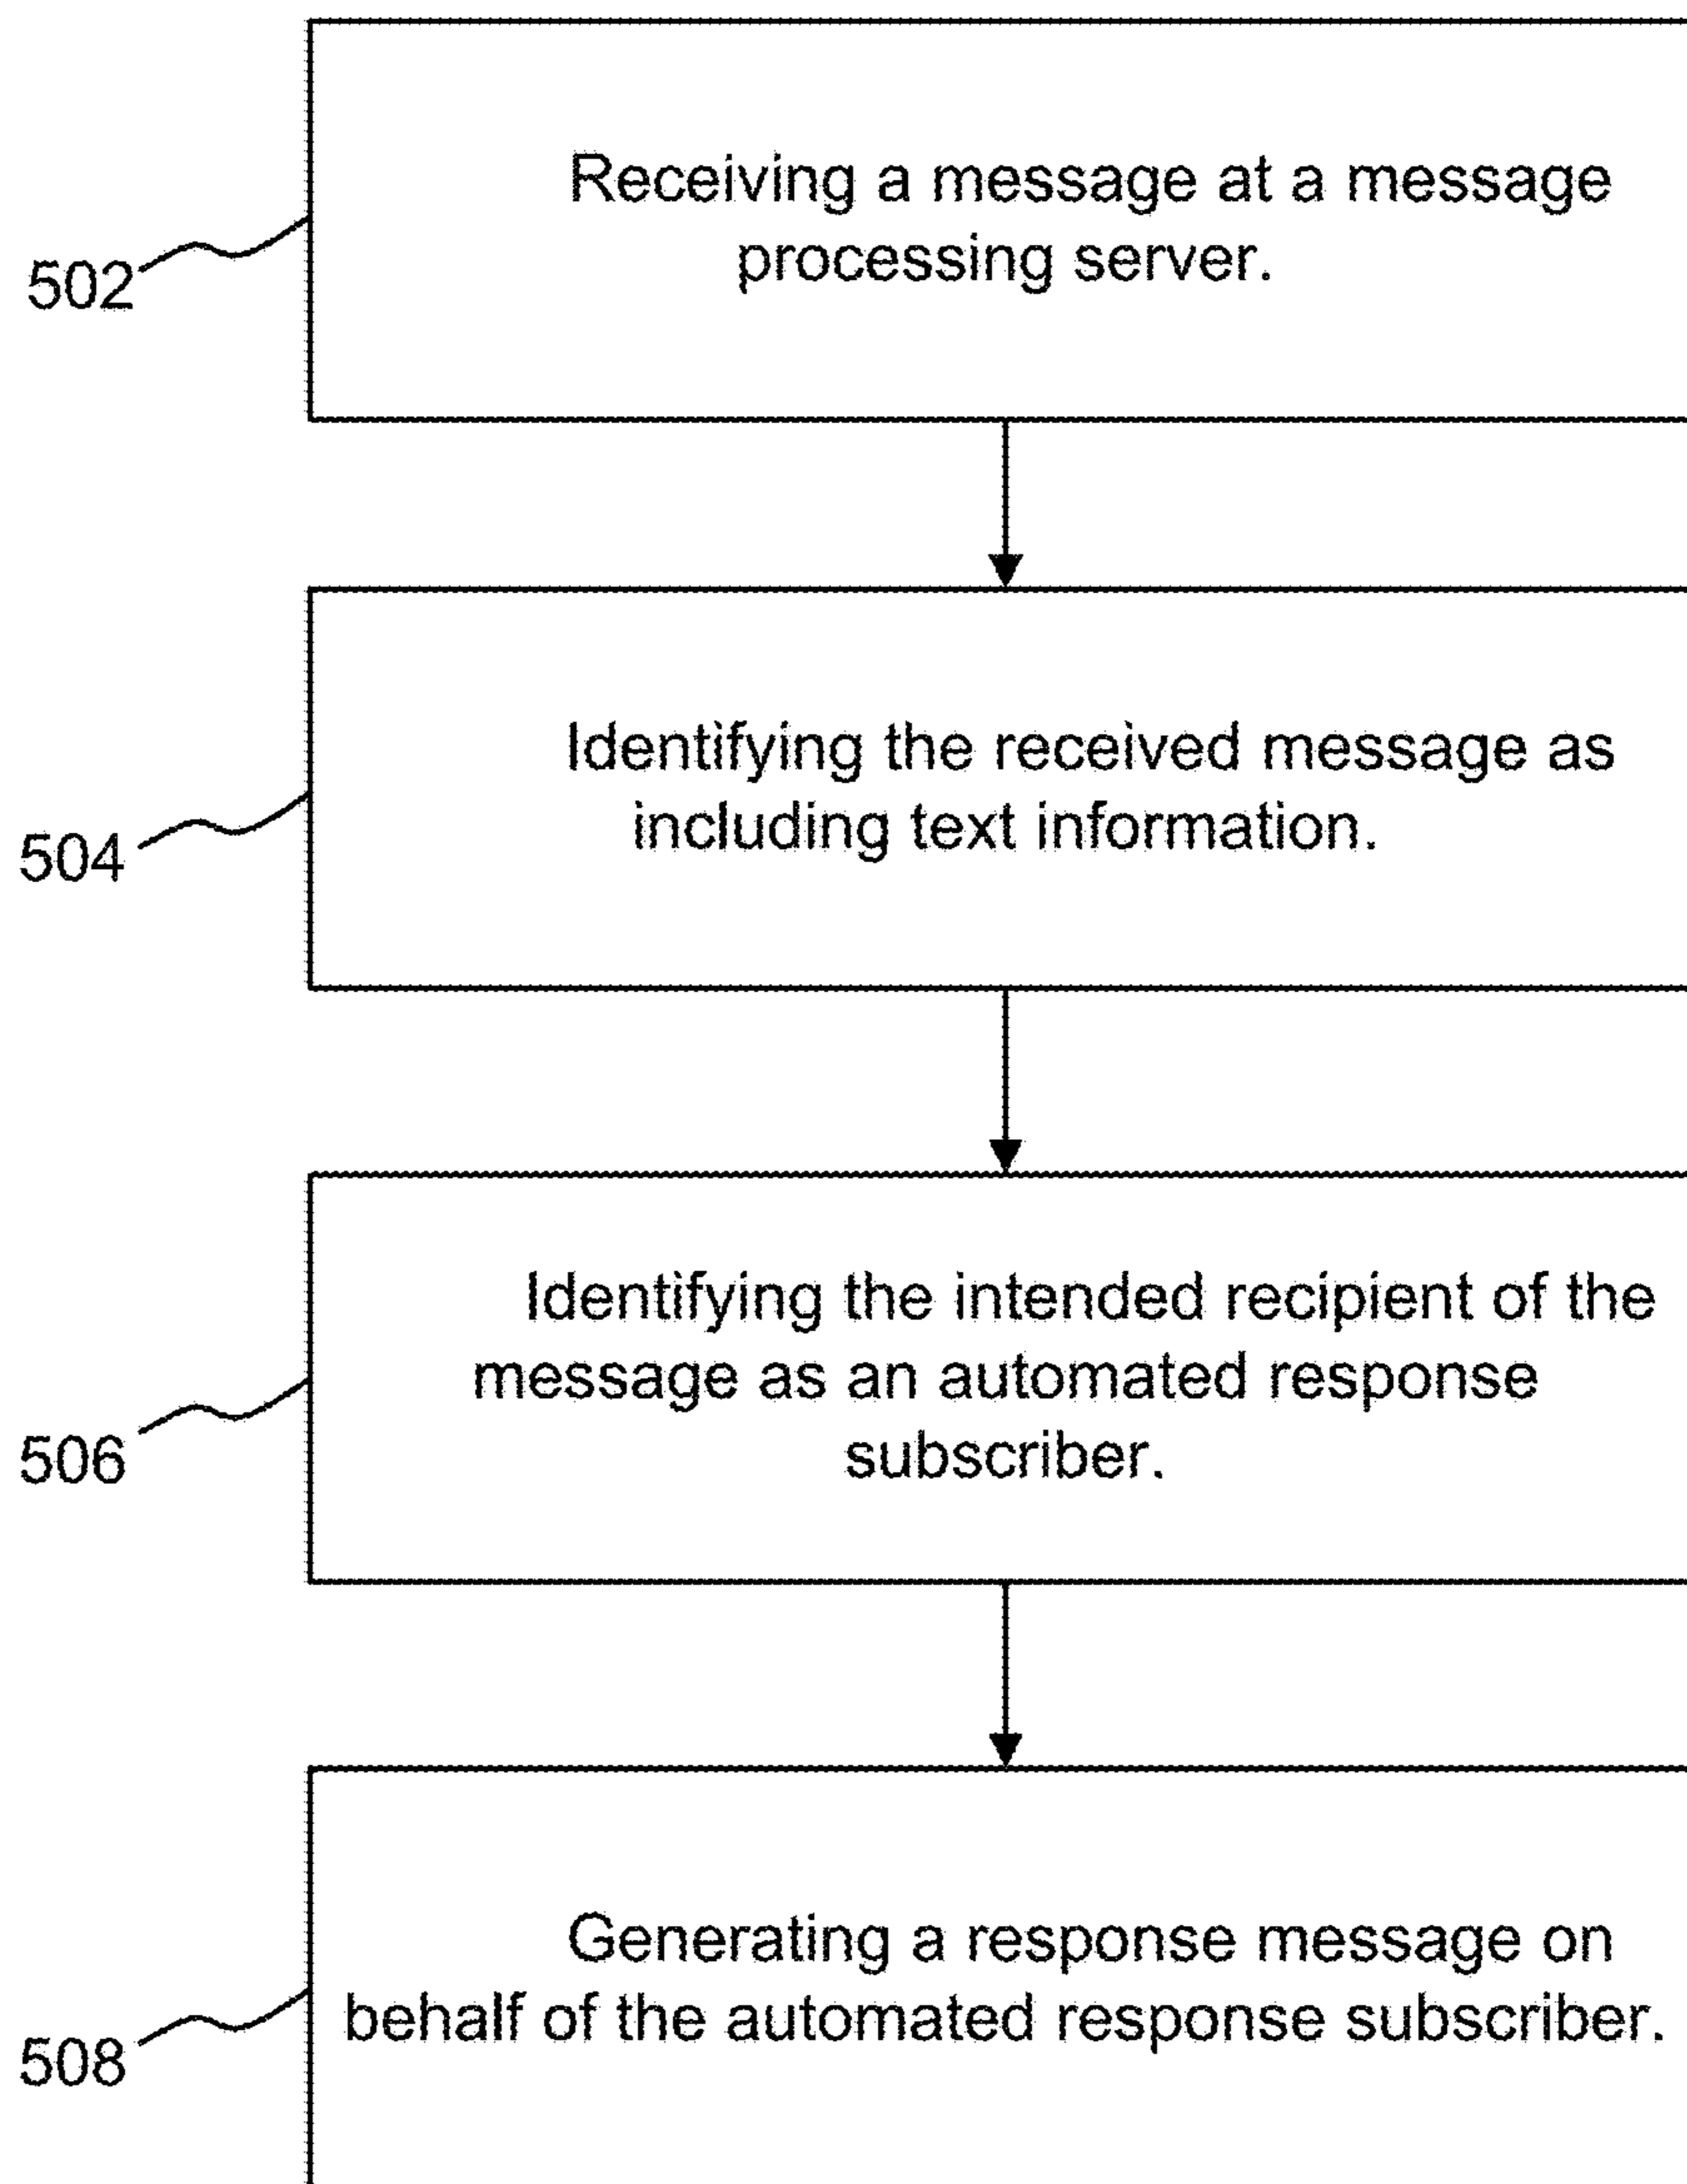 Receiving a message at a message
processing server.
502
Identifying the received message as
including text information.
504
Identifying the intended recipient of the
message as an automated response
subscriber.
506
Generating a response message on
behalf of the automated response subscriber.
508